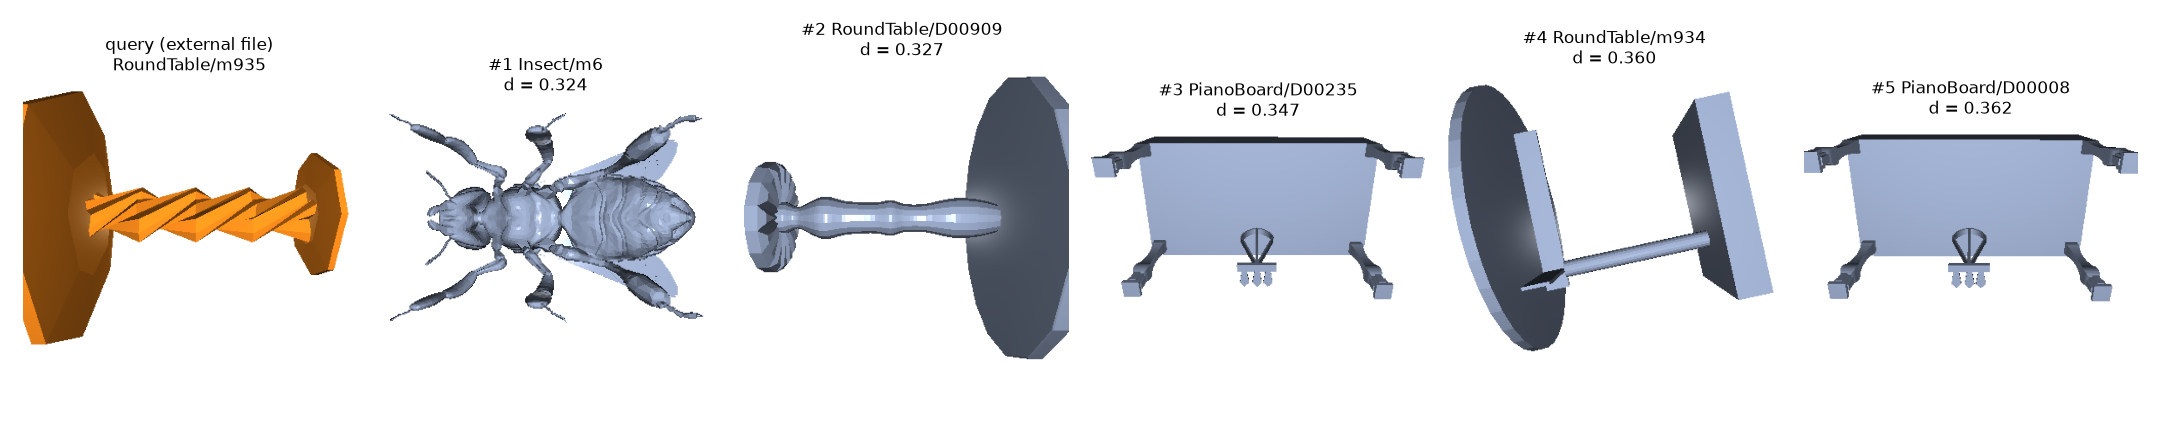 query (external file)
RoundTable/m935
#1 Insect/m6
d = 0.324
#2 RoundTable/D00909
d = 0.327
#3 PianoBoard/D00235
d = 0.347
#4 RoundTable/m934
d = 0.360
#5 PianoBoard/D00008
d = 0.362